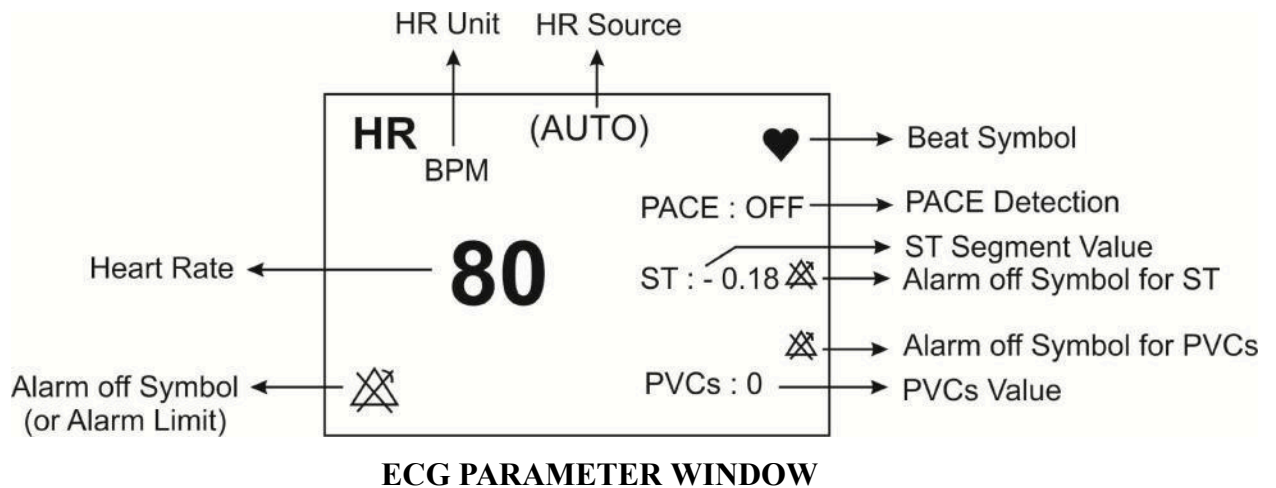 HR Unit
HR Source
HR
(AUTO)
BPM
Beat Symbol
PACE : OFF
PACE Detection
ST Segment Value
Heart Rate
80
ST : - 0.18
Alarm off Symbol for ST
Alarm off Symbol for PVCs
Alarm off Symbol
(or Alarm Limit)
PVCs : 0
PVCs Value
ECG PARAMETER WINDOW